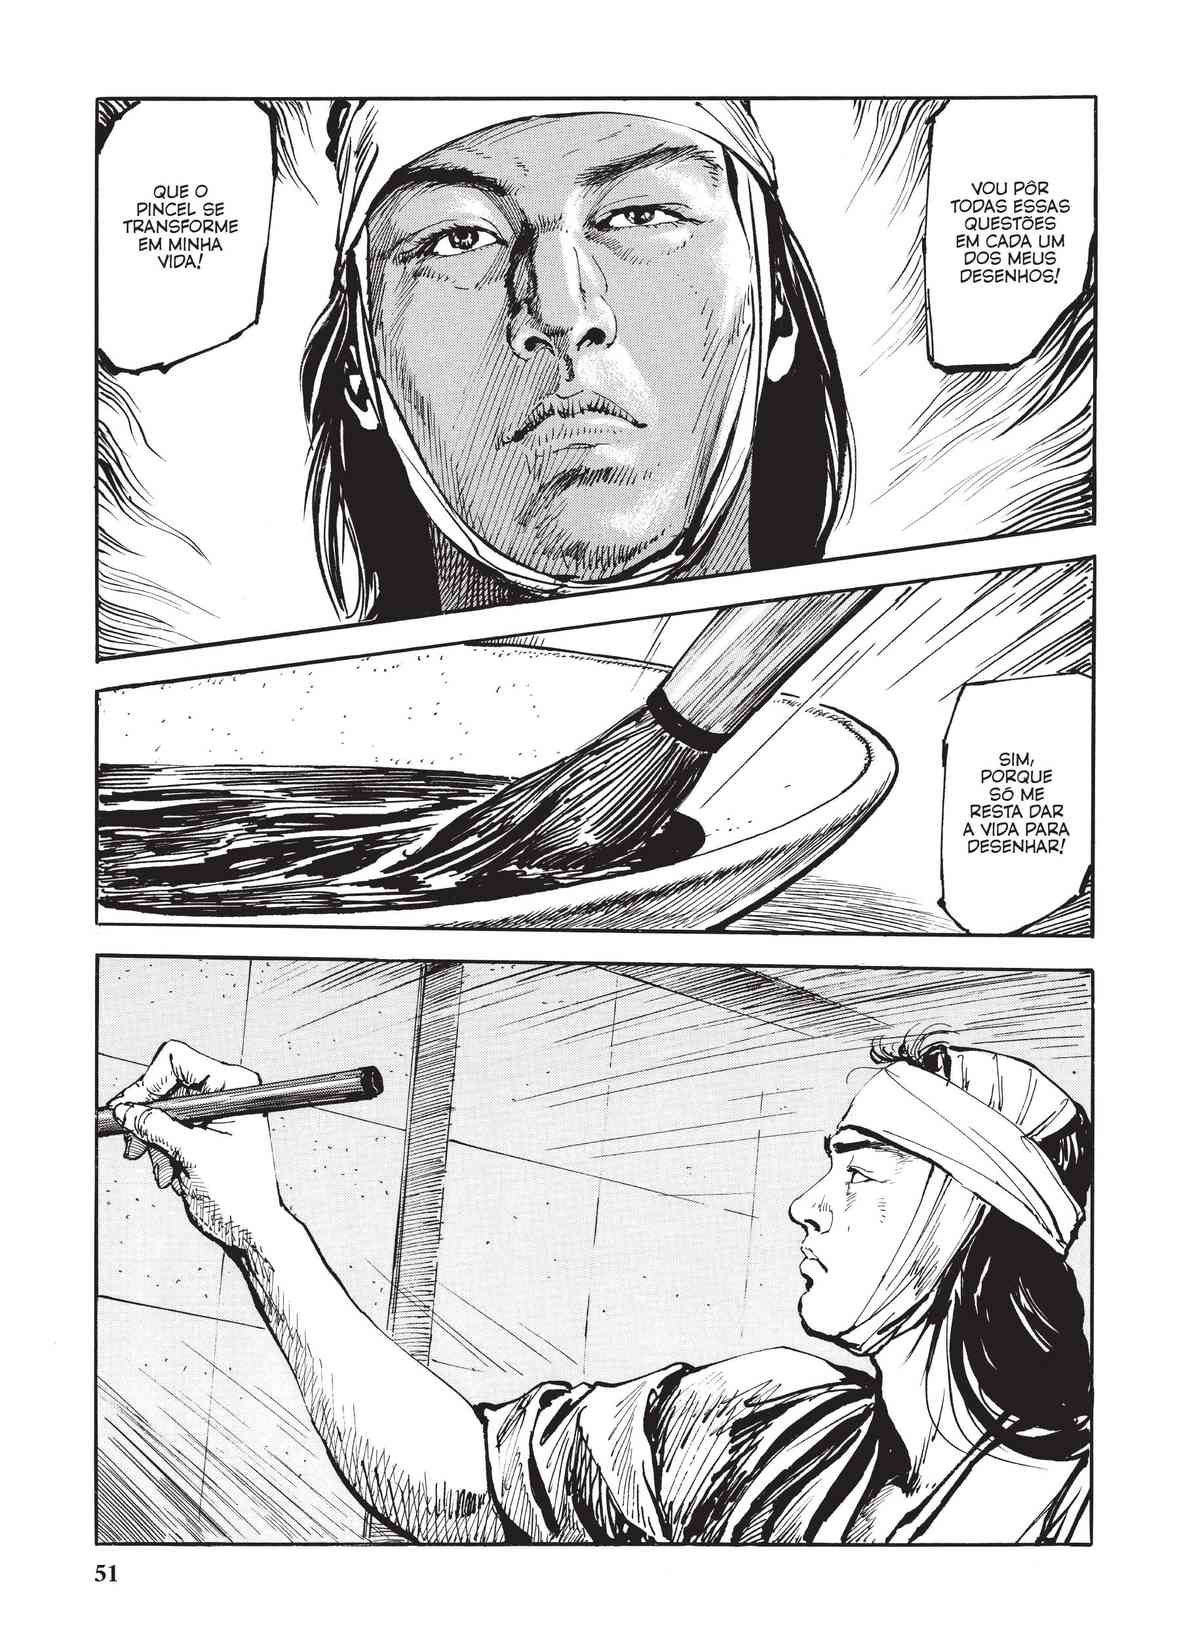 VOU PÔR
TODAS ESSAS
QUESTÕES
EM CADA UM
DOS MEUS
DESENHOS!
QUE O
PINCEL SE
TRANSFORME
EM MINHA
VIDA!
SIM,
PORQUE
SÓ ME
RESTA DAR
A VIDA PARA
DESENHAR!
51